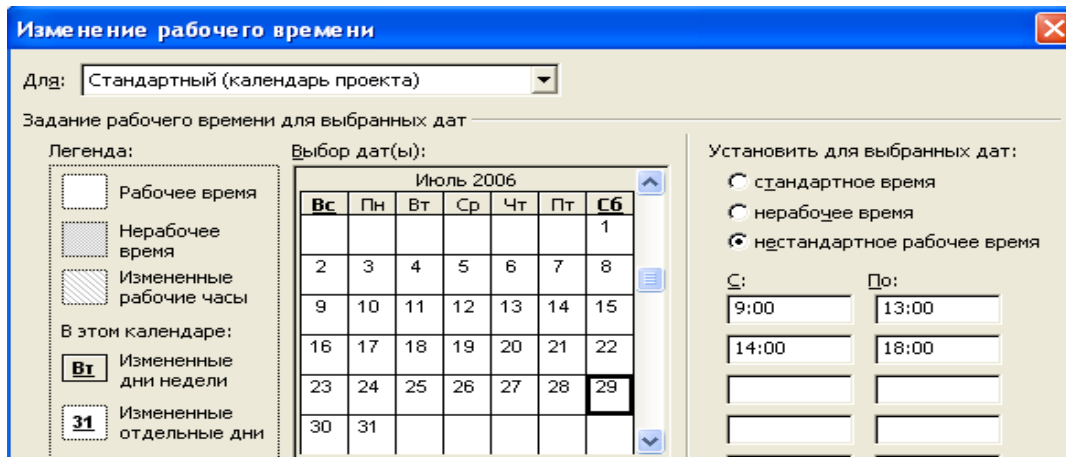 Изменение рабочего времени
Для: Стандартный (календарь проекта)
Задание рабочего времени для выбранных дат
Легенда:
Рабочее время
Нерабочее
время
Измененные
рабочие часы
В этом календаре:
Вт Измененные
дни недели
31 Измененные
отдельные дни
Выбор дат(ы):
Июль 2006
Вс Пн Вт Ср Чт Пт Сб
1
2 3 4 5 6 7 8
9 10 11 12 13 14 15
16 17 18 19 20 21 22
23 24 25 26 27 28 29
30 31
Установить для выбранных дат:
стандартное время
нерабочее время
нестандартное рабочее время
С: По:
9:00 13:00
14:00 18:00